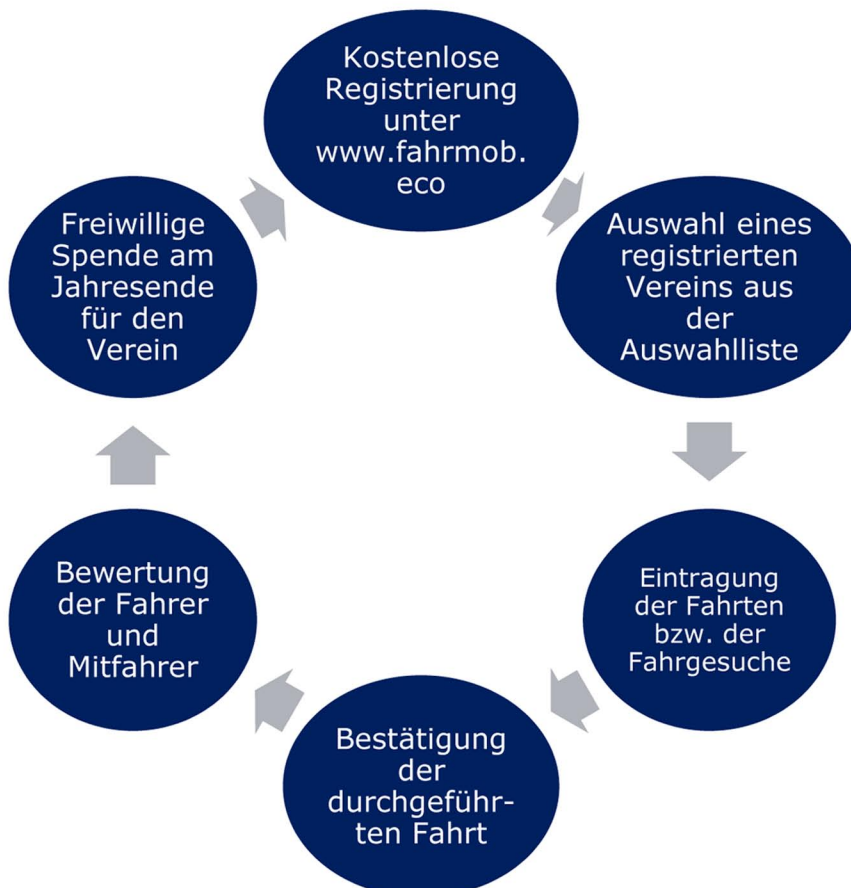 Kostenlose
Registrierung
unter
www.fahrmob.
eco
Auswahl eines
registrierten
Vereins aus
der
Auswahlliste
Eintragung
der Fahrten
bzw. der
Fahrgesuche
Bestätigung
der
durchgeführ-
ten Fahrt
Bewertung
der Fahrer
und
Mitfahrer
Freiwillige
Spende am
Jahresende
für den
Verein